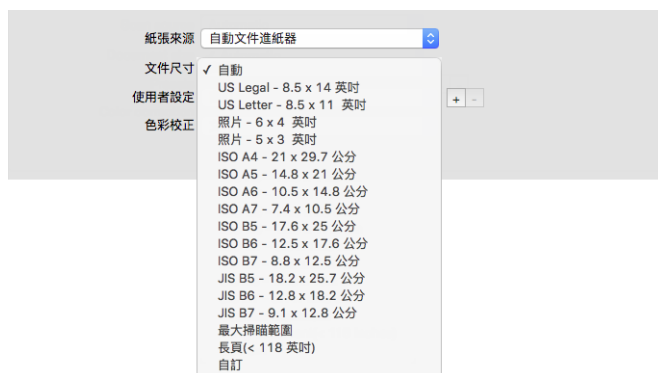 紙張來源 自動文件進紙器
文件尺寸 ✓ 自動
US Legal - 8.5 x 14 英吋
使用者設定 US Letter - 8.5 x 11 英吋 + -
色彩校正 照片 - 6 x 4 英吋
照片 - 5 x 3 英吋
ISO A4 - 21 x 29.7 公分
ISO A5 - 14.8 x 21 公分
ISO A6 - 10.5 x 14.8 公分
ISO A7 - 7.4 x 10.5 公分
ISO B5 - 17.6 x 25 公分
ISO B6 - 12.5 x 17.6 公分
ISO B7 - 8.8 x 12.5 公分
JIS B5 - 18.2 x 25.7 公分
JIS B6 - 12.8 x 18.2 公分
JIS B7 - 9.1 x 12.8 公分
最大掃瞄範圍
長頁(< 118 英吋)
自訂